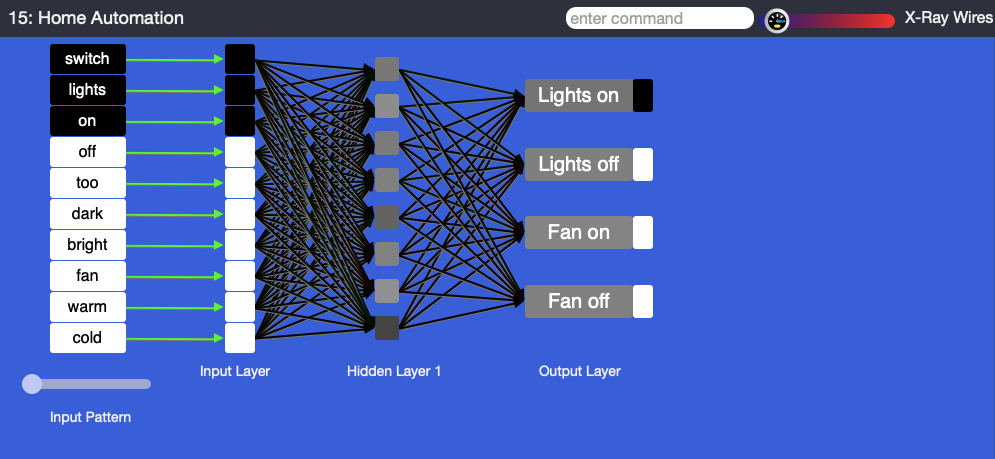 15: Home Automation
enter command
X-Ray Wires
switch
lights
on
off
too
dark
bright
fan
warm
cold
Lights on
Lights off
Fan on
Fan off
Input Layer
Hidden Layer 1
Output Layer
Input Pattern